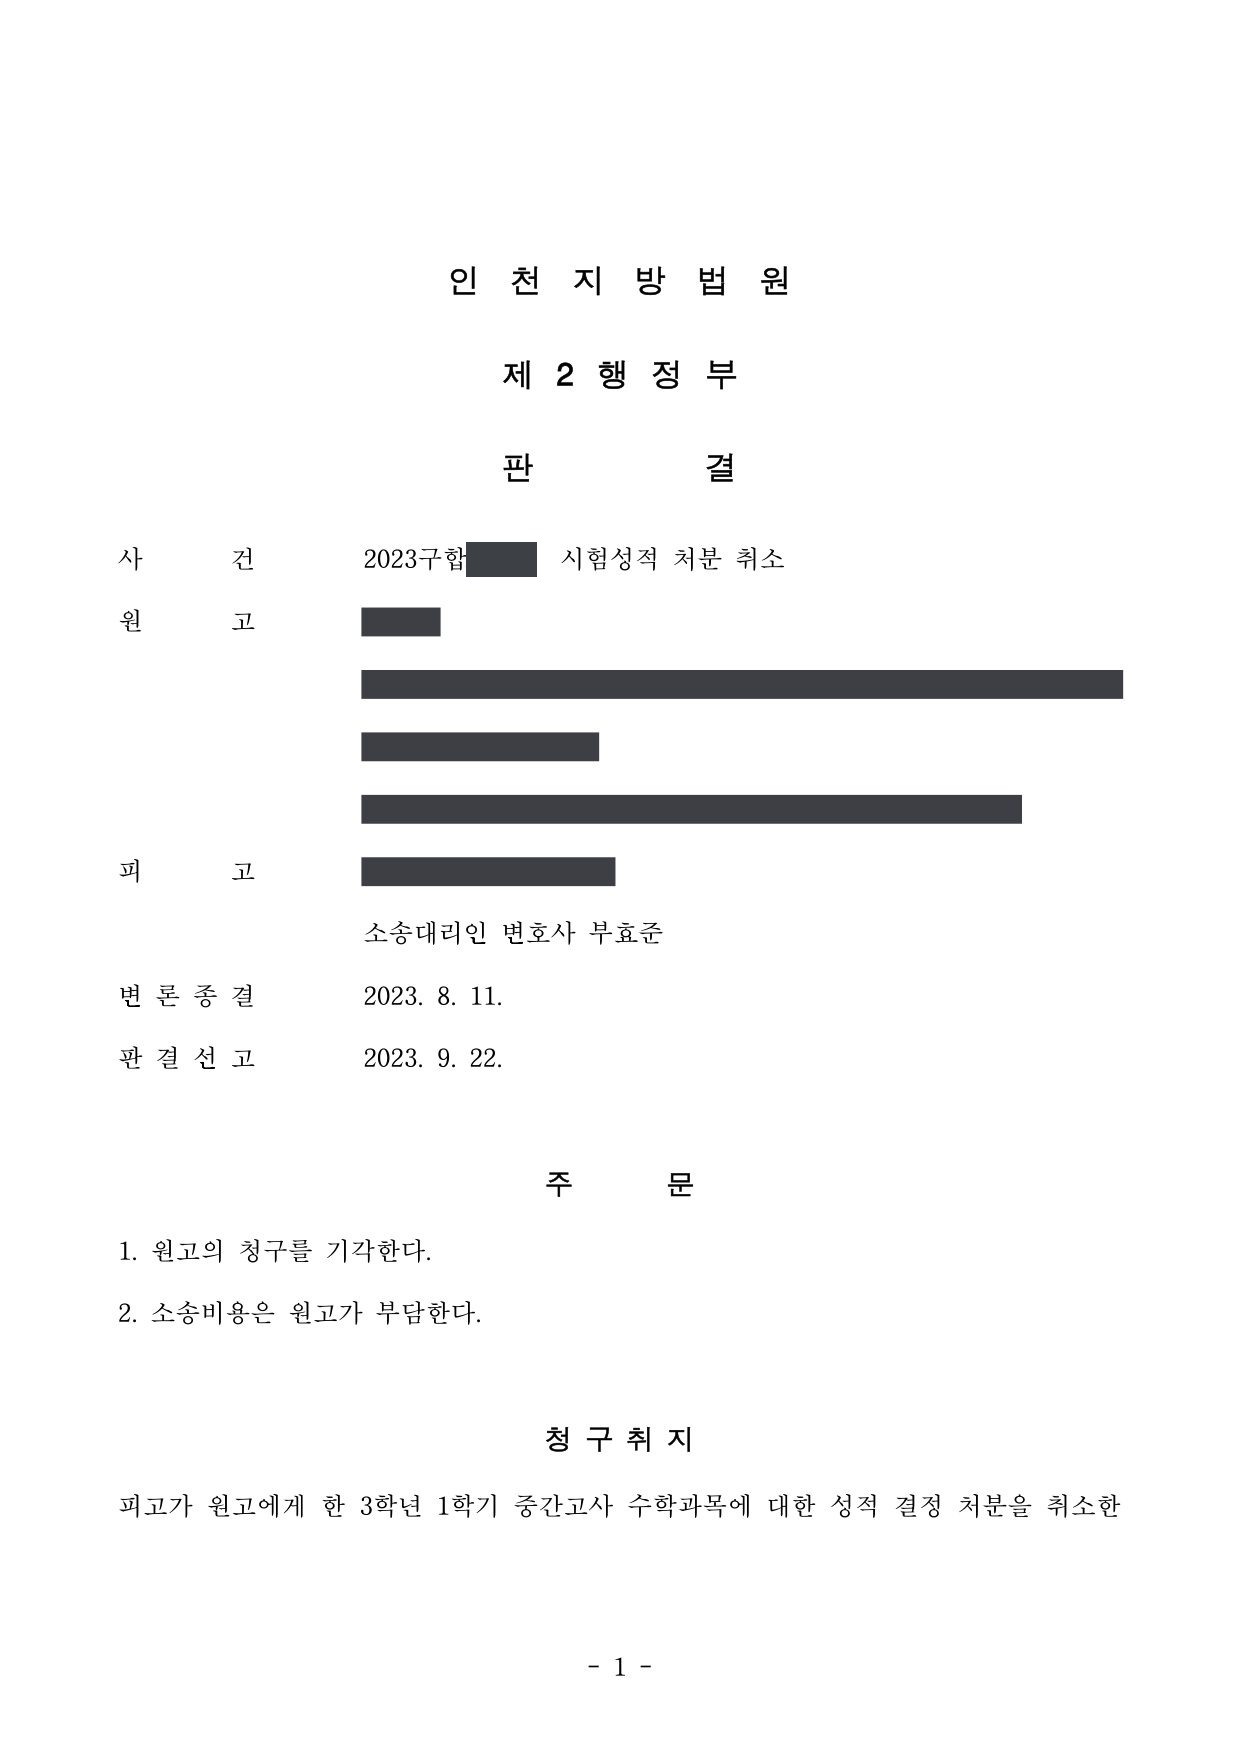 인 천 지 방 법 원
제 2 행 정 부
판 결
사 건 2023구합 시험성적 처분 취소
원 고
피 고
소송대리인 변호사 부효준
변 론 종 결 2023. 8. 11.
판 결 선 고 2023. 9. 22.
주 문
1. 원고의 청구를 기각한다.
2. 소송비용은 원고가 부담한다.
청 구 취 지
피고가 원고에게 한 3학년 1학기 중간고사 수학과목에 대한 성적 결정 처분을 취소한
- 1 -